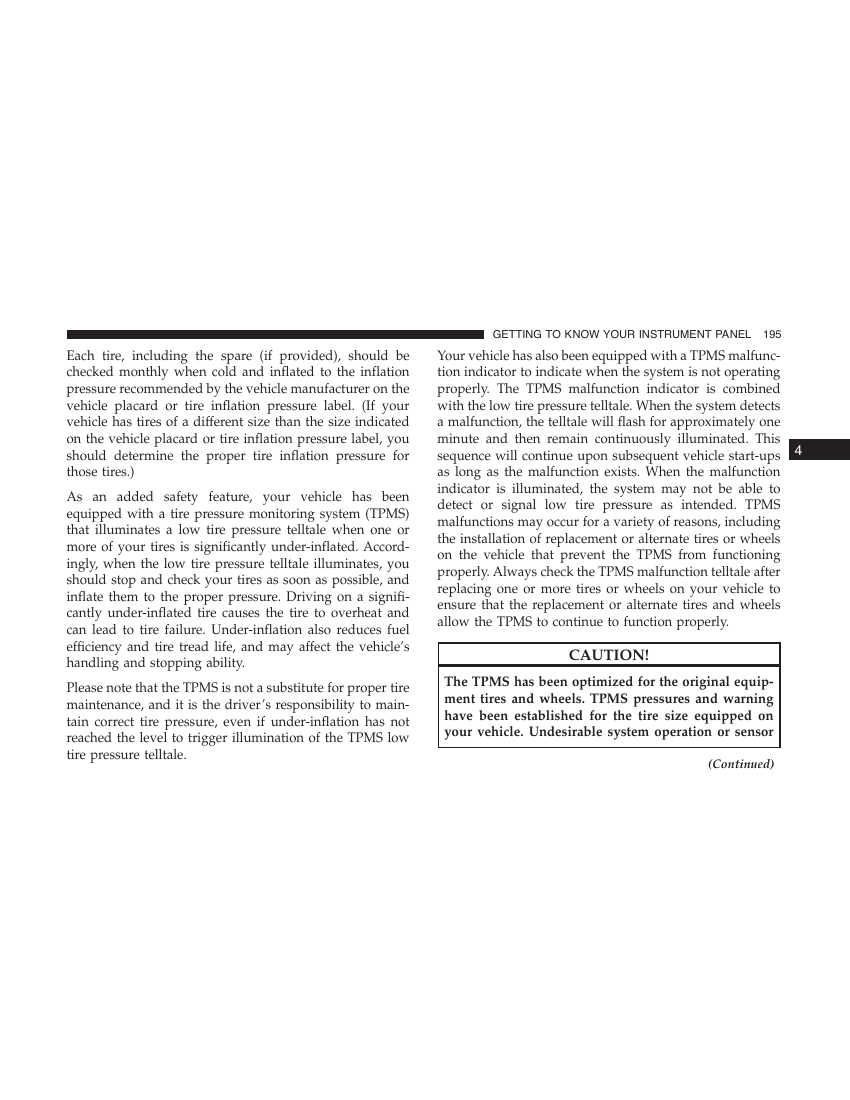 GETTING TO KNOW YOUR INSTRUMENT PANEL 195
Each tire, including the spare (if provided), should be
checked monthly when cold and inflated to the inflation
pressure recommended by the vehicle manufacturer on the
vehicle placard or tire inflation pressure label. (If your
vehicle has tires of a different size than the size indicated
on the vehicle placard or tire inflation pressure label, you
should determine the proper tire inflation pressure for
those tires.)
As an added safety feature, your vehicle has been
equipped with a tire pressure monitoring system (TPMS)
that illuminates a low tire pressure telltale when one or
more of your tires is significantly under-inflated. Accord-
ingly, when the low tire pressure telltale illuminates, you
should stop and check your tires as soon as possible, and
inflate them to the proper pressure. Driving on a signifi-
cantly under-inflated tire causes the tire to overheat and
can lead to tire failure. Under-inflation also reduces fuel
efficiency and tire tread life, and may affect the vehicle's
handling and stopping ability.
Please note that the TPMS is not a substitute for proper tire
maintenance, and it is the driver's responsibility to main-
tain correct tire pressure, even if under-inflation has not
reached the level to trigger illumination of the TPMS low
tire pressure telltale.
Your vehicle has also been equipped with a TPMS malfunc-
tion indicator to indicate when the system is not operating
properly. The TPMS malfunction indicator is combined
with the low tire pressure telltale. When the system detects
a malfunction, the telltale will flash for approximately one
minute and then remain continuously illuminated. This
sequence will continue upon subsequent vehicle start-ups
as long as the malfunction exists. When the malfunction
indicator is illuminated, the system may not be able to
detect or signal low tire pressure as intended. TPMS
malfunctions may occur for a variety of reasons, including
the installation of replacement or alternate tires or wheels
on the vehicle that prevent the TPMS from functioning
properly. Always check the TPMS malfunction telltale after
replacing one or more tires or wheels on your vehicle to
ensure that the replacement or alternate tires and wheels
allow the TPMS to continue to function properly.
CAUTION!
The TPMS has been optimized for the original equip-
ment tires and wheels. TPMS pressures and warning
have been established for the tire size equipped on
your vehicle. Undesirable system operation or sensor
(Continued)
4